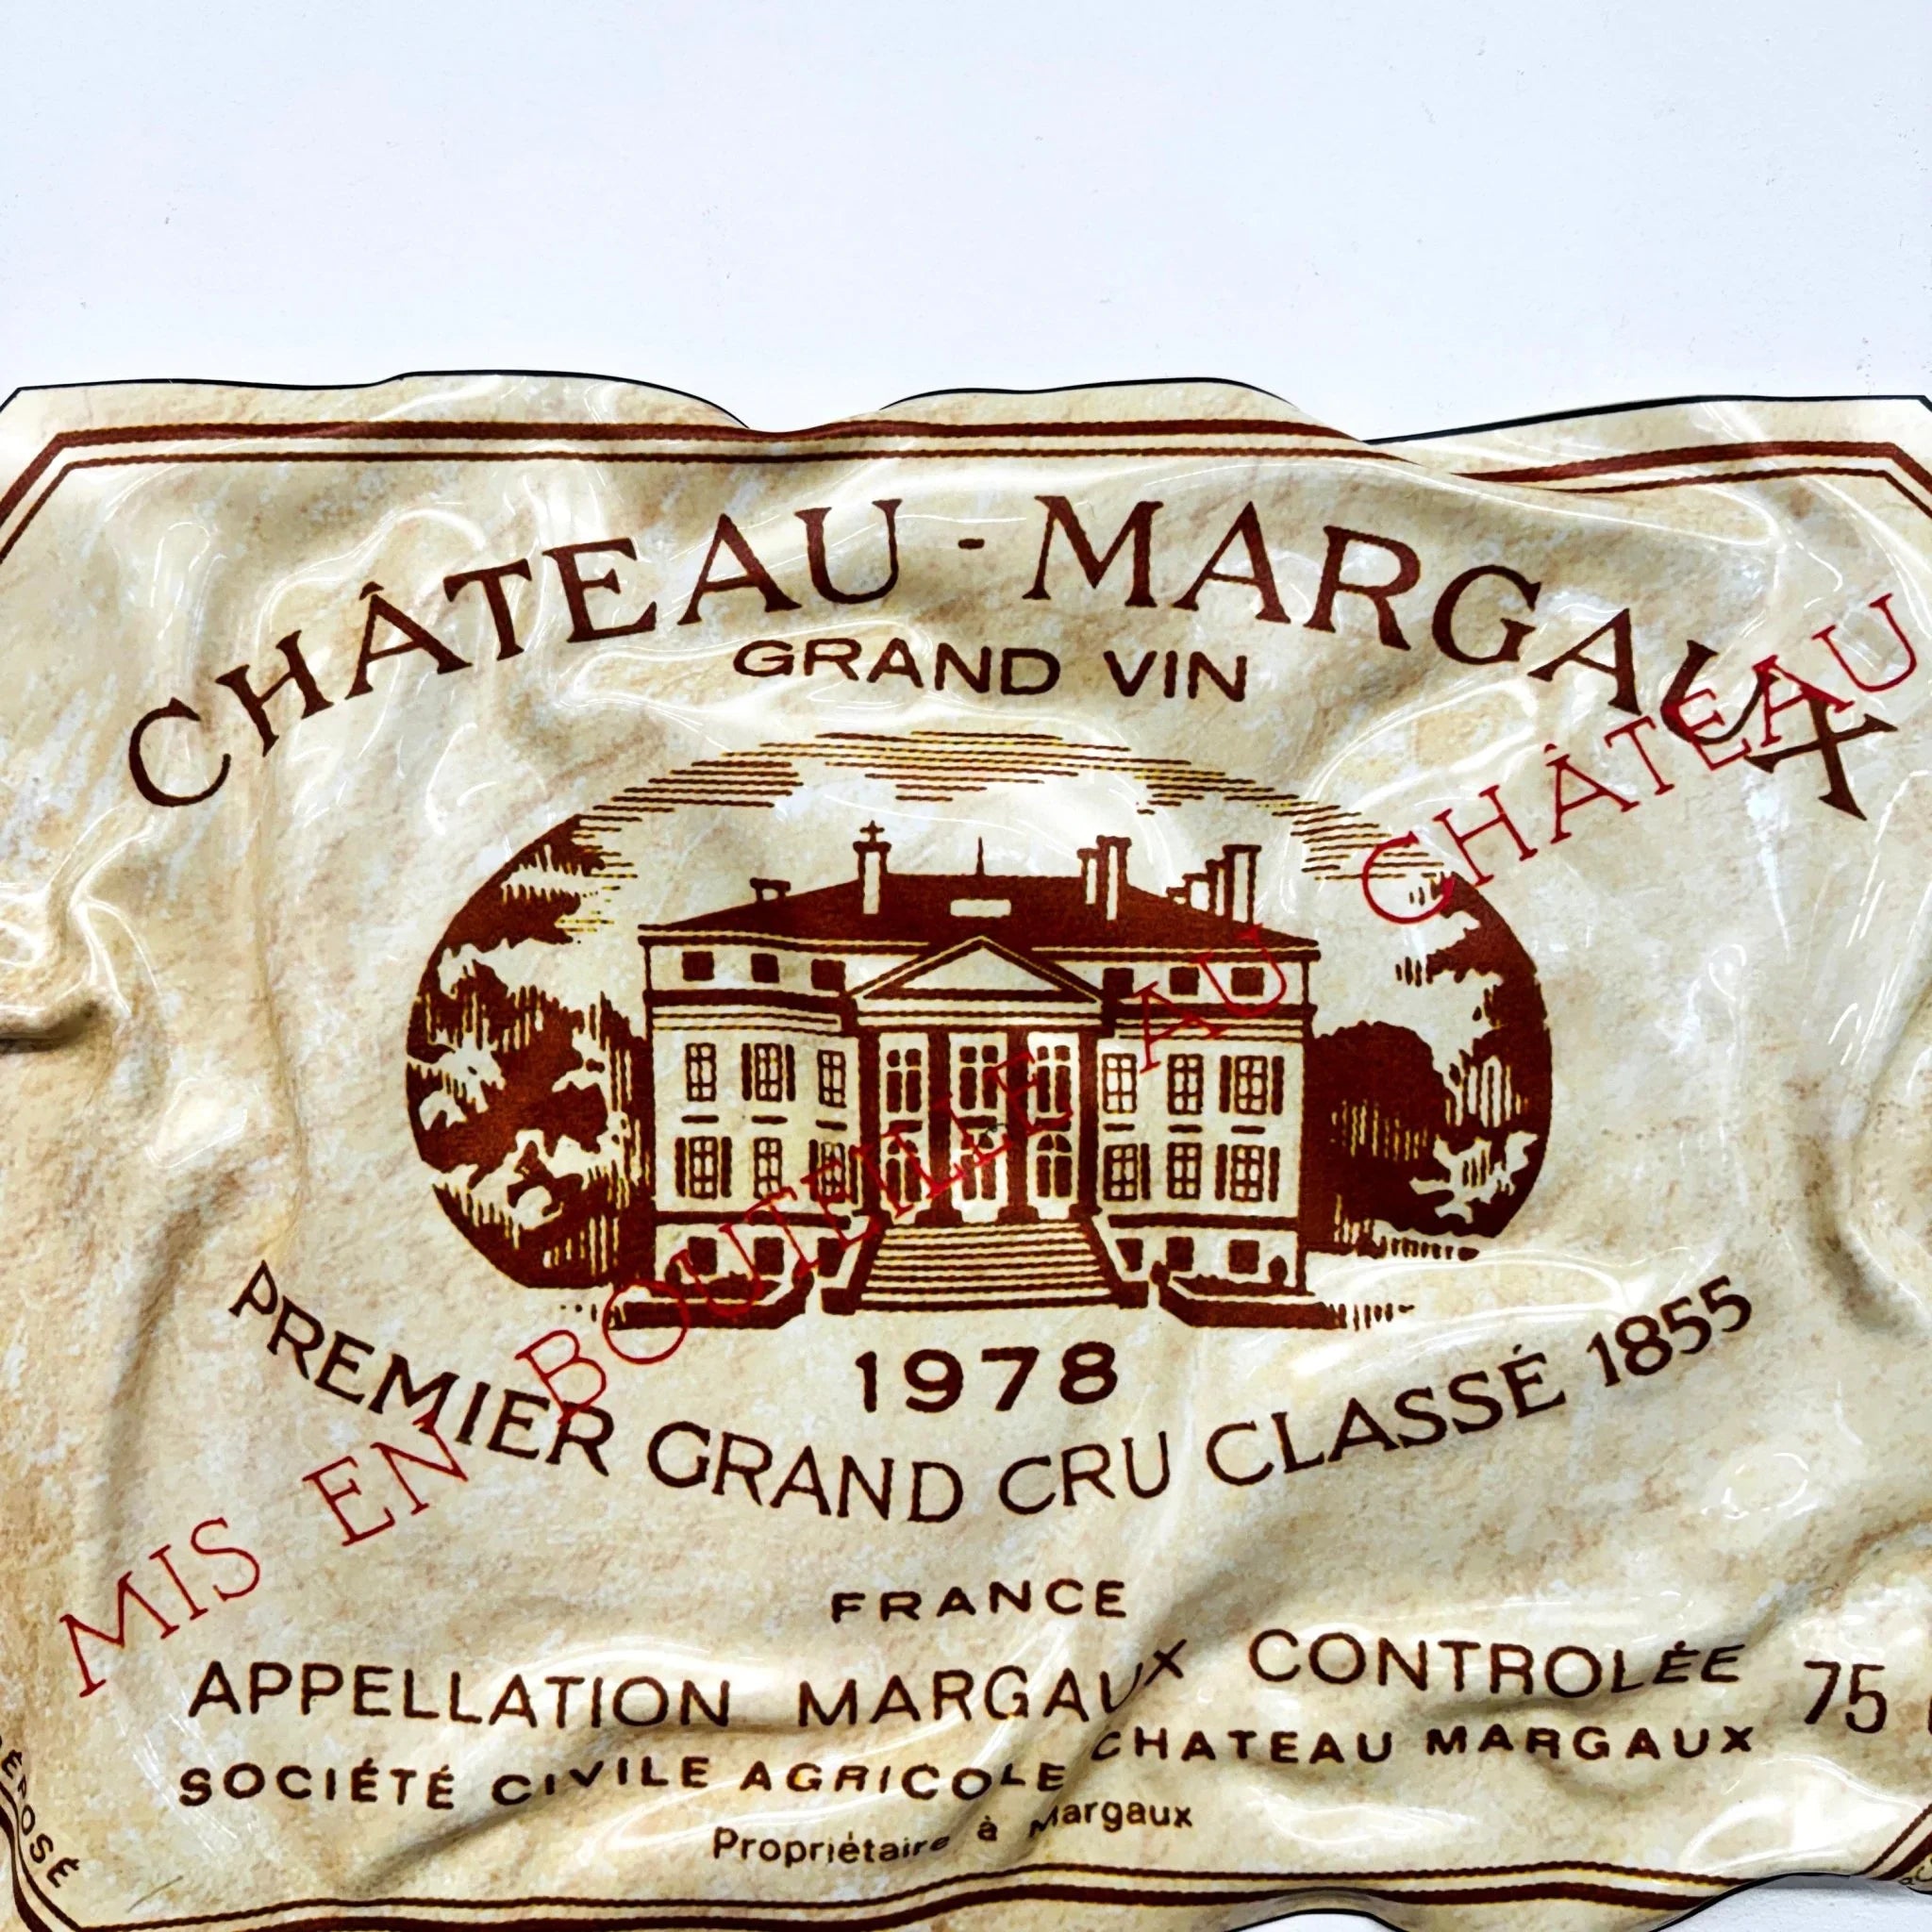 CHÂTEAU - MARGAUX
GRAND VIN
MIS EN BOUTEILLE AU CHÂTEAU
1978
PREMIER GRAND CRU CLASSÉ 1855
FRANCE
APPELLATION MARGAUX CONTROLÉE
75
SOCIÉTÉ CIVILE AGRICOLE CHATEAU MARGAUX
Propriétaire à Margaux